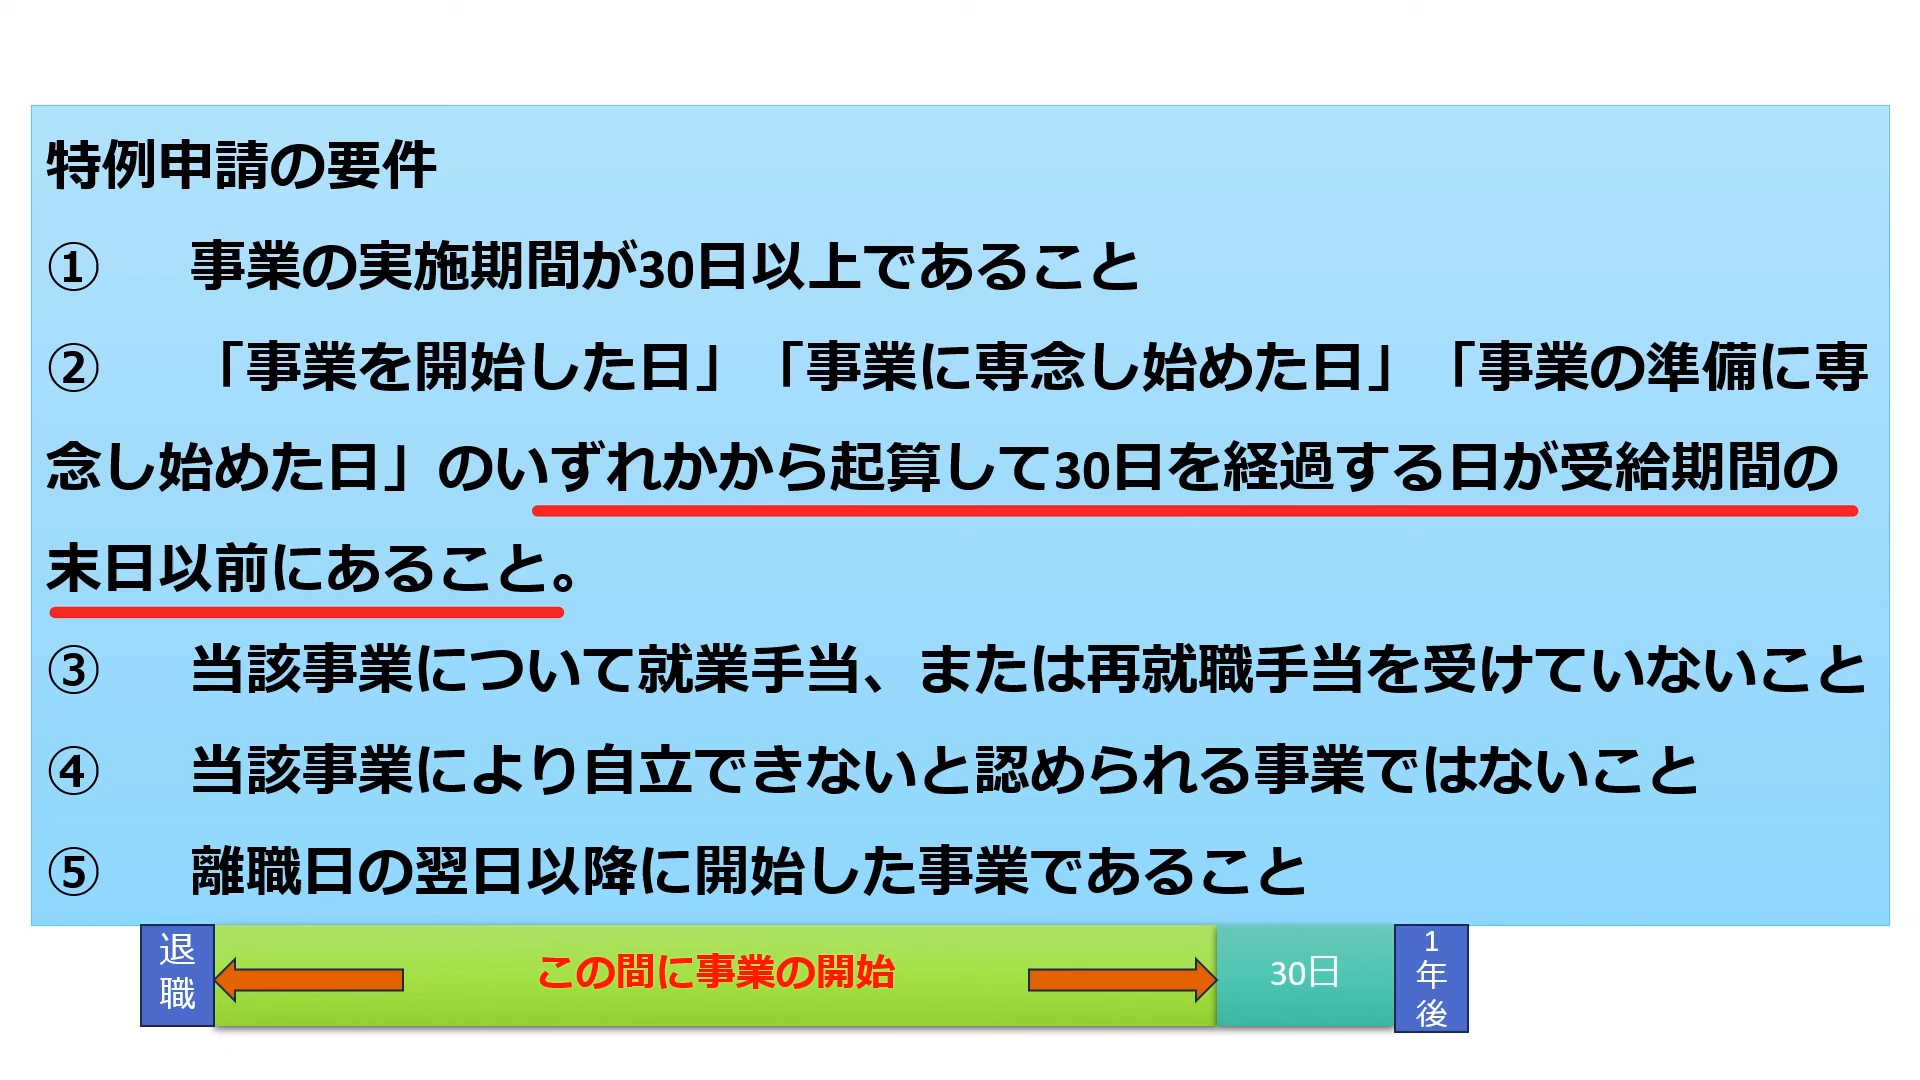 特例申請の要件
① 事業の実施期間が30日以上であること
② 「事業を開始した日」「事業に専念し始めた日」「事業の準備に専
念し始めた日」のいずれかから起算して30日を経過する日が受給期間の
末日以前にあること。
③ 当該事業について就業手当、または再就職手当を受けていないこと
④ 当該事業により自立できないと認められる事業ではないこと
⑤ 離職日の翌日以降に開始した事業であること
退職
この間に事業の開始
30日
1年後